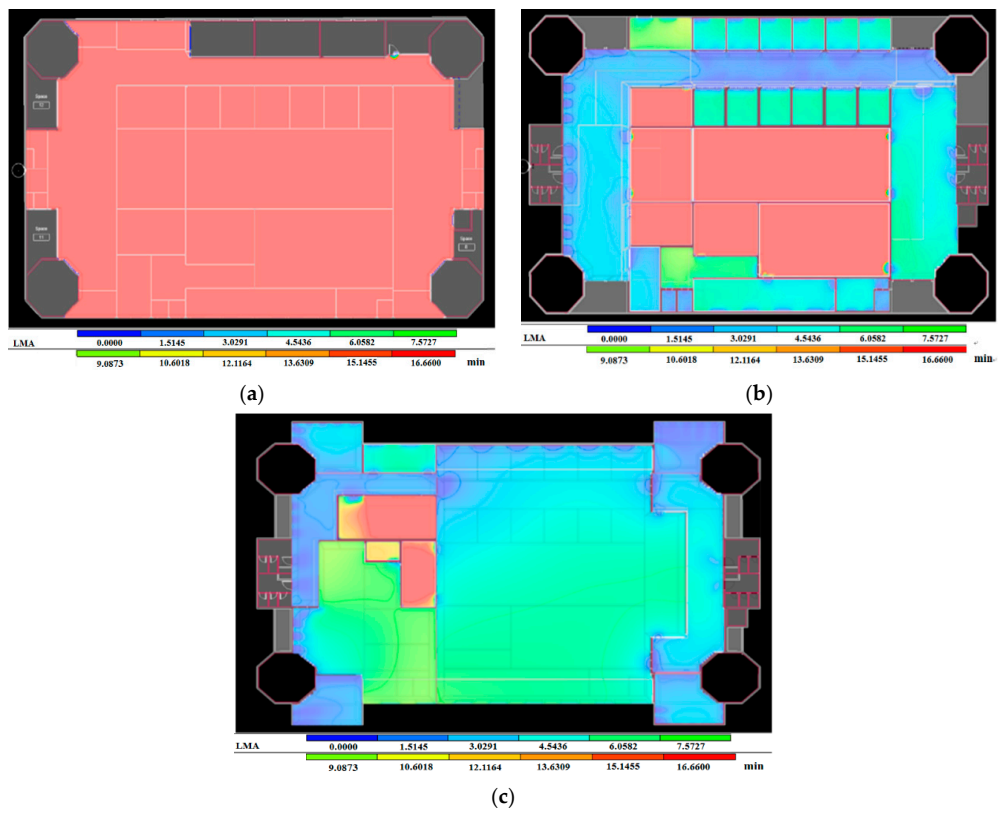 Space
Space
Space
LMA 0.0000 1.5145 3.0291 4.5436 6.0582 7.5727
9.0873 10.6018 12.1164 13.6309 15.1455 16.6600 min
(a)
LMA 0.0000 1.5145 3.0291 4.5436 6.0582 7.5727
9.0873 10.6018 12.1164 13.6309 15.1455 16.6600 min
(b)
LMA 0.0000 1.5145 3.0291 4.5436 6.0582 7.5727
9.0873 10.6018 12.1164 13.6309 15.1455 16.6600 min
(c)